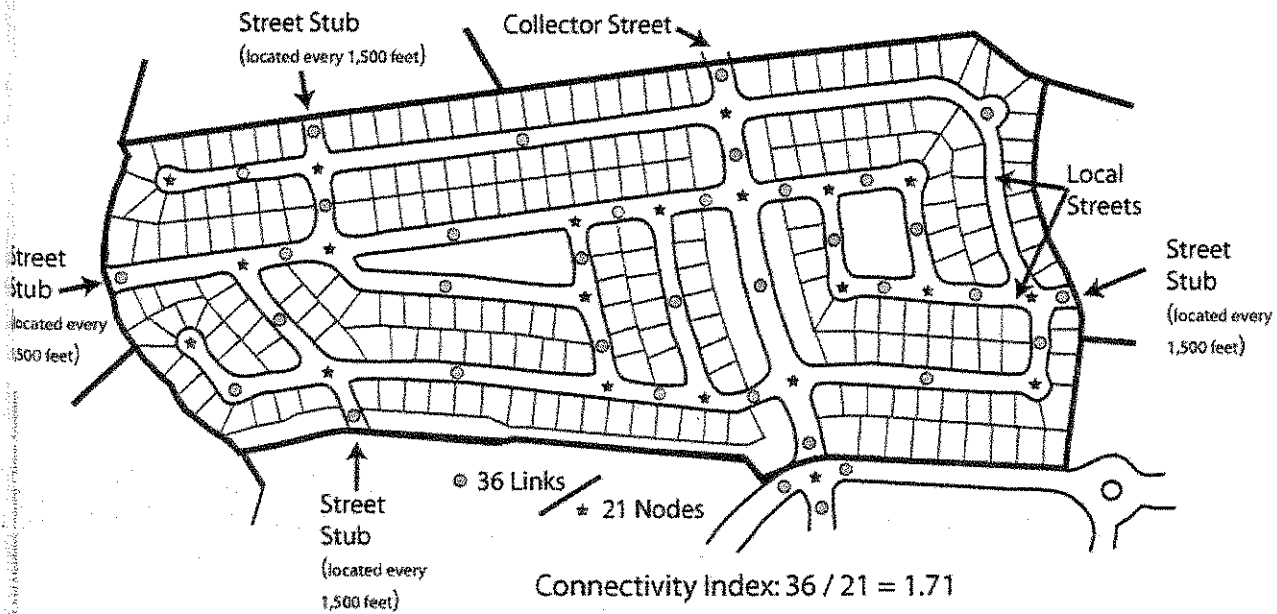 Street Stub
(located every 1,500 feet)
Collector Street
Local
Streets
Street
Stub
(located every
1,500 feet)
Street
Stub
located every
,500 feet)
Street
Stub
(located every
1,500 feet)
36 Links
21 Nodes
Connectivity Index: 36 / 21 = 1.71